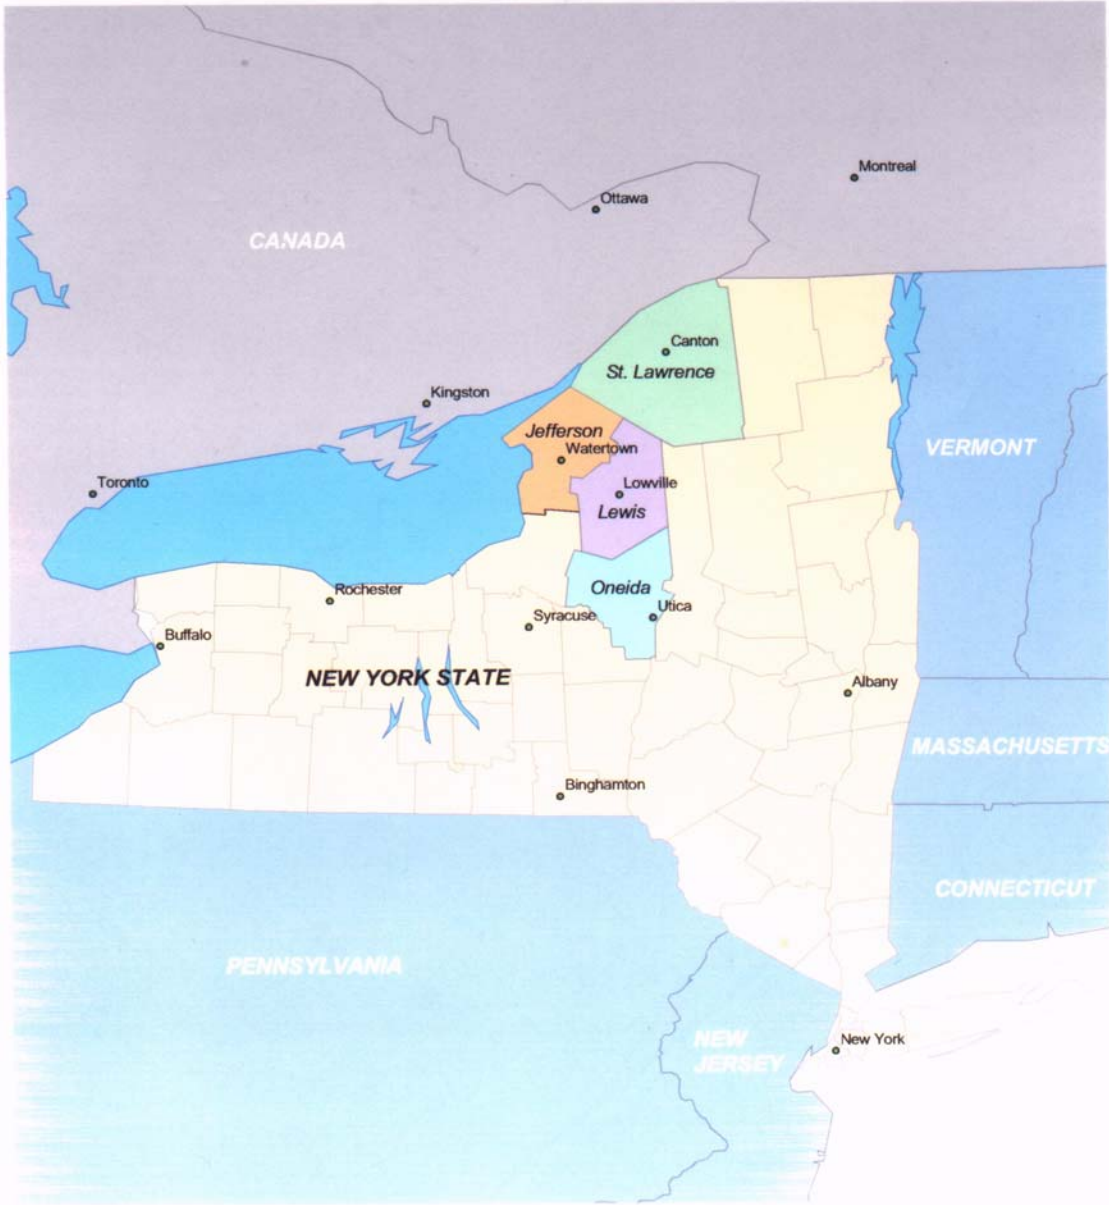 Montreal
Ottawa
CANADA
Canton
St. Lawrence
Kingston
Jefferson
Watertown
VERMONT
Toronto
Lowville
Lewis
Rochester
Oneida
Syracuse
Utica
Buffalo
NEW YORK STATE
Albany
MASSACHUSETTS
Binghamton
CONNECTICUT
PENNSYLVANIA
NEW
JERSEY
New York